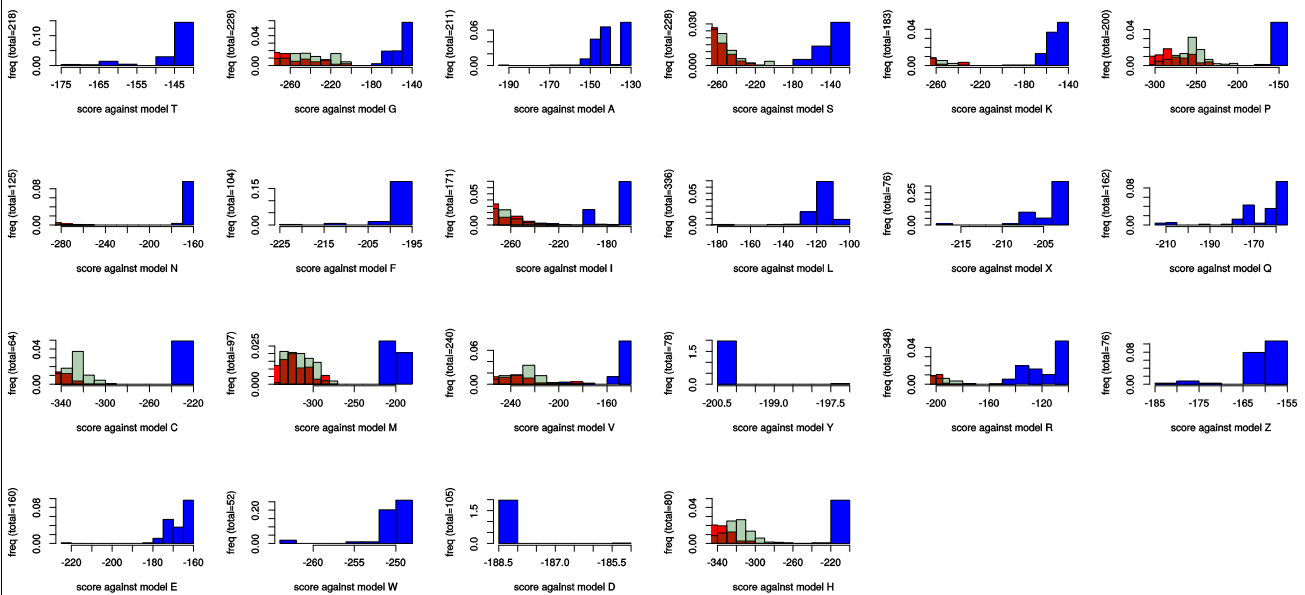 freq (total=218)
0.00 0.10
-175 -165 -155 -145
score against model T
freq (total=228)
0.00 0.04
-260 -220 -180 -140
score against model G
freq (total=211)
0.00 0.06
-190 -170 -150 -130
score against model A
freq (total=228)
0.000 0.030
-260 -220 -180 -140
score against model S
freq (total=183)
0.00 0.04
-260 -220 -180 -140
score against model K
freq (total=200)
0.00 0.04
-300 -250 -200 -150
score against model P
freq (total=125)
0.00 0.08
-280 -240 -200 -160
score against model N
freq (total=104)
0.00 0.15
-225 -215 -205 -195
score against model F
freq (total=171)
0.00 0.05
-260 -220 -180
score against model I
freq (total=336)
0.00 0.05
-180 -160 -140 -120 -100
score against model L
freq (total=76)
0.00 0.25
-215 -210 -205
score against model X
freq (total=162)
0.00 0.08
-210 -190 -170
score against model Q
freq (total=64)
0.00 0.04
-340 -300 -260 -220
score against model C
freq (total=97)
0.000 0.025
-300 -250 -200
score against model M
freq (total=240)
0.00 0.06
-240 -200 -160
score against model V
freq (total=78)
0.0 1.5
-200.5 -199.0 -197.5
score against model Y
freq (total=348)
0.00 0.04
-200 -160 -120
score against model R
freq (total=76)
0.00 0.08
-185 -175 -165 -155
score against model Z
freq (total=160)
0.00 0.08
-220 -200 -180 -160
score against model E
freq (total=52)
0.00 0.20
-260 -255 -250
score against model W
freq (total=105)
0.0 1.5
-188.5 -187.0 -185.5
score against model D
freq (total=80)
0.00 0.04
-340 -300 -260 -220
score against model H